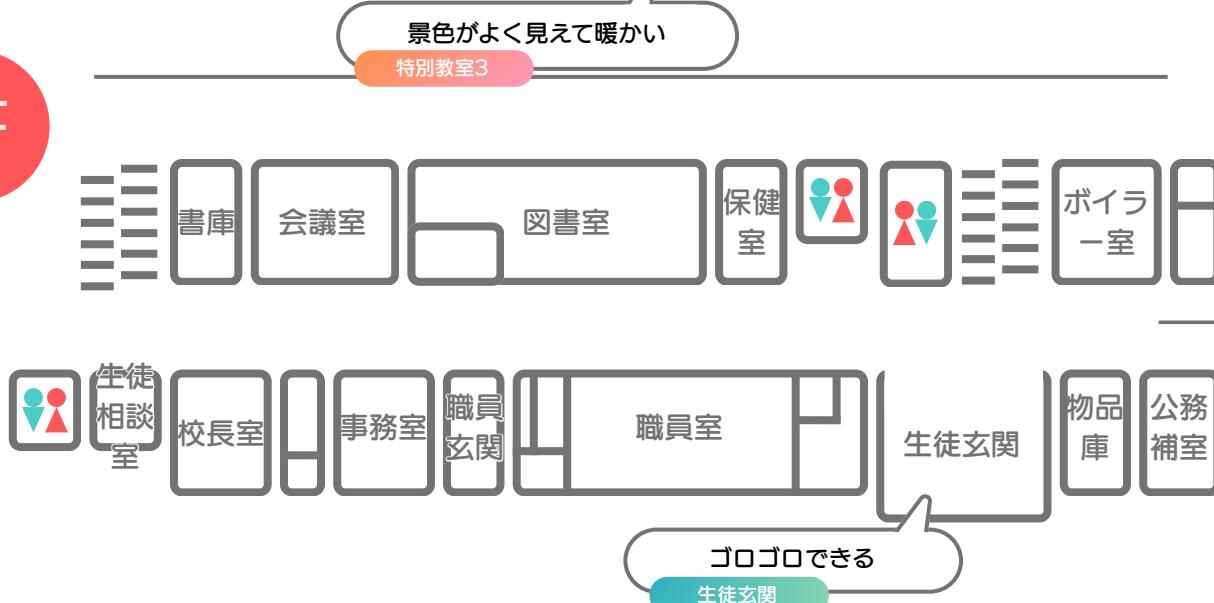 景色がよく見えて暖かい
特別教室3
書庫
会議室
図書室
保健
室
ボイラ
ー室
生徒
相談
室
校長室
事務室
職員
玄関
職員室
生徒玄関
物品
庫
公務
補室
ゴロゴロできる
生徒玄関